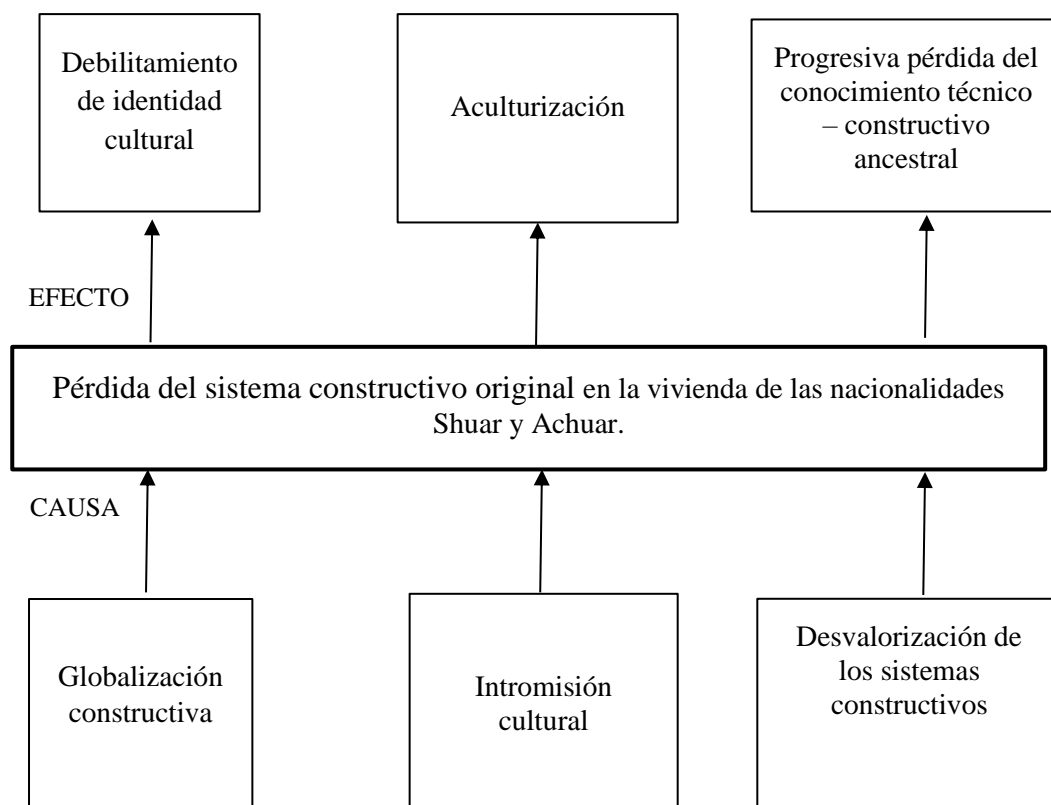 Debilitamiento
de identidad
cultural
Aculturización
Progresiva pérdida del
conocimiento técnico
– constructivo
ancestral
EFECTO
Pérdida del sistema constructivo original en la vivienda de las nacionalidades
Shuar y Achuar.
CAUSA
Globalización
constructiva
Intromisión
cultural
Desvalorización de
los sistemas
constructivos